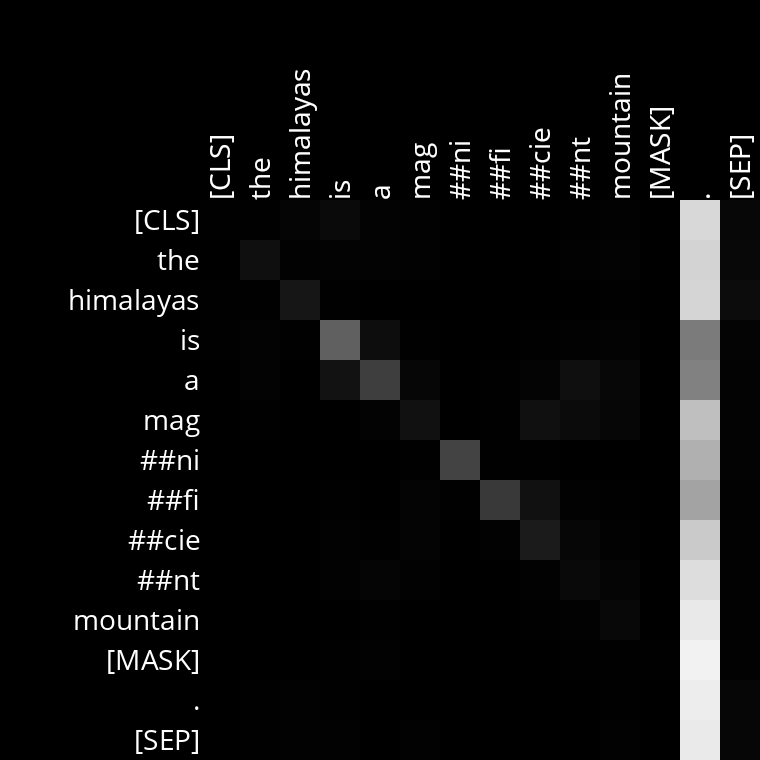 [CLS]
the
himalayas
is
a
mag
##ni
##fi
##cie
##nt
mountain
[MASK]
.
[SEP]
[CLS]
the
himalayas
is
a
mag
##ni
##fi
##cie
##nt
mountain
[MASK]
.
[SEP]